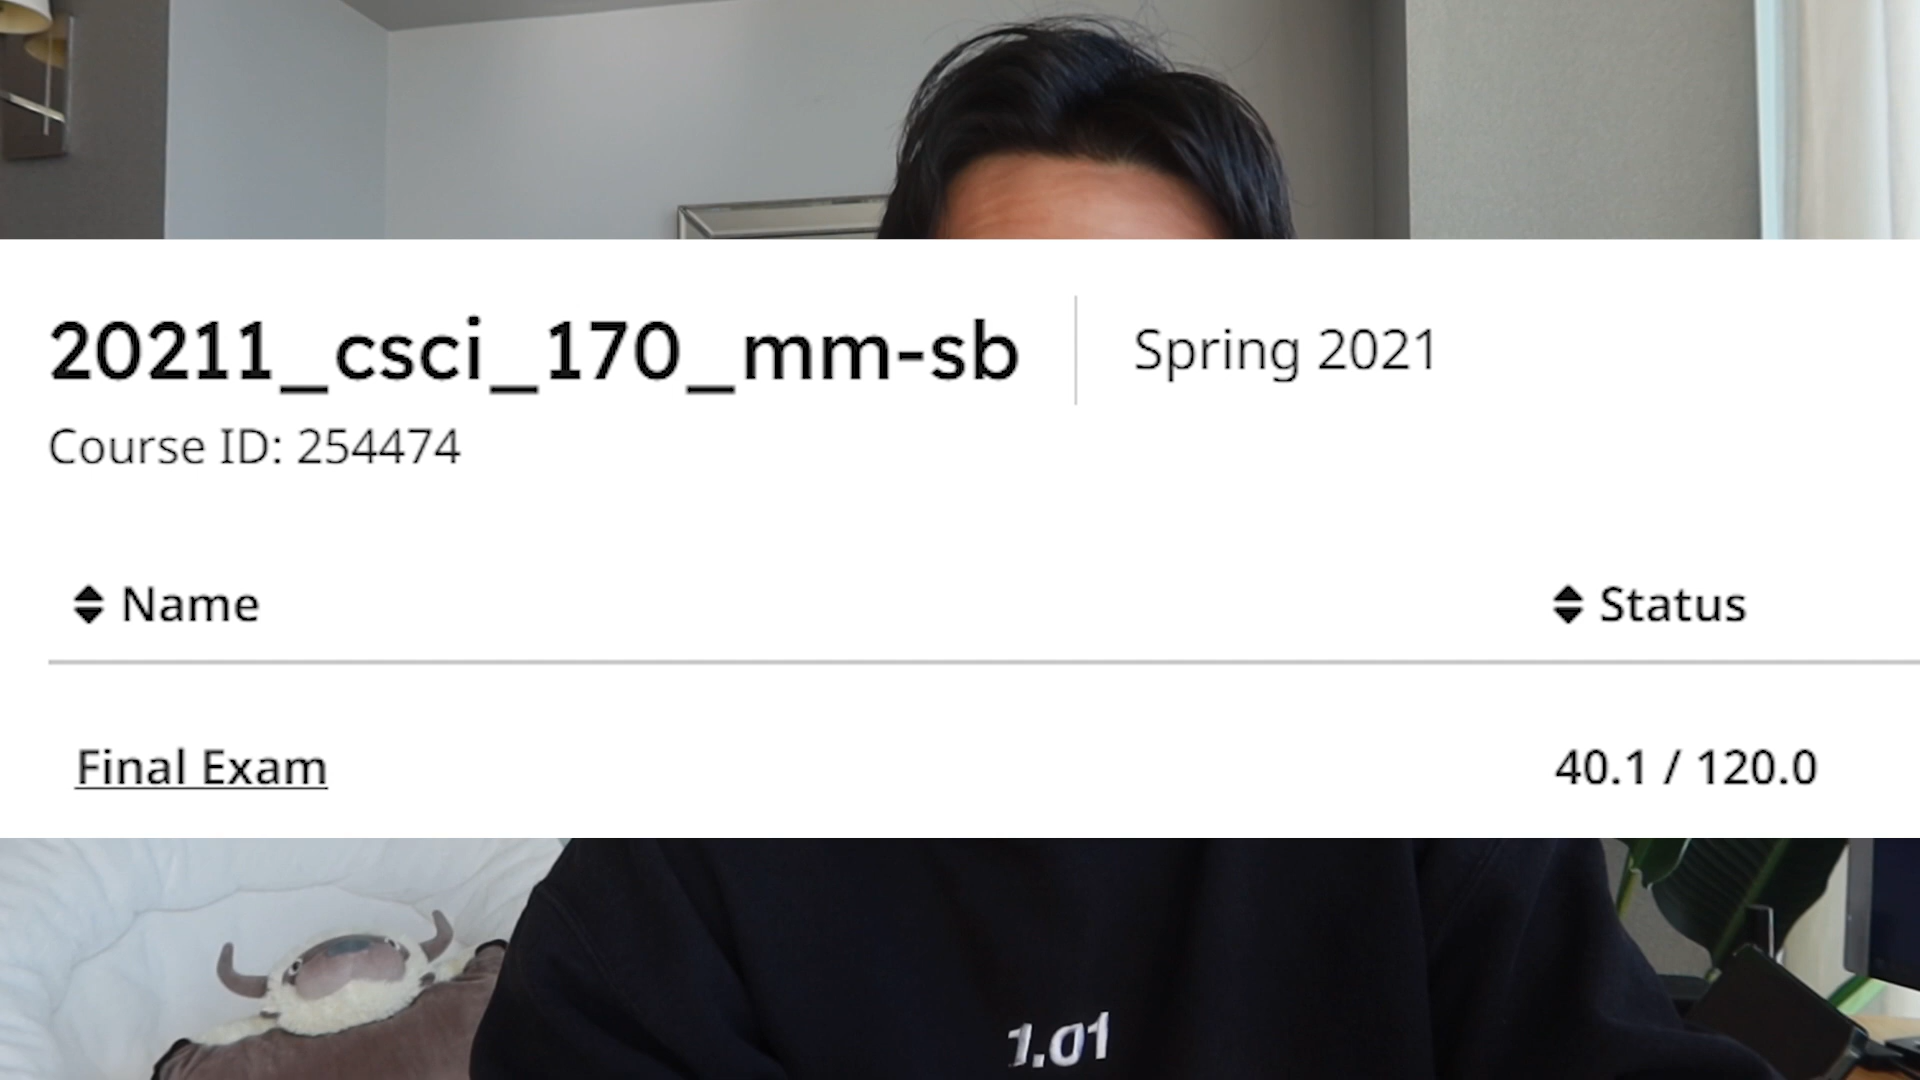 20211_csci_170_mm-sb
Spring 2021
Course ID: 254474
Name
Status
Final Exam
40.1 / 120.0
1.01